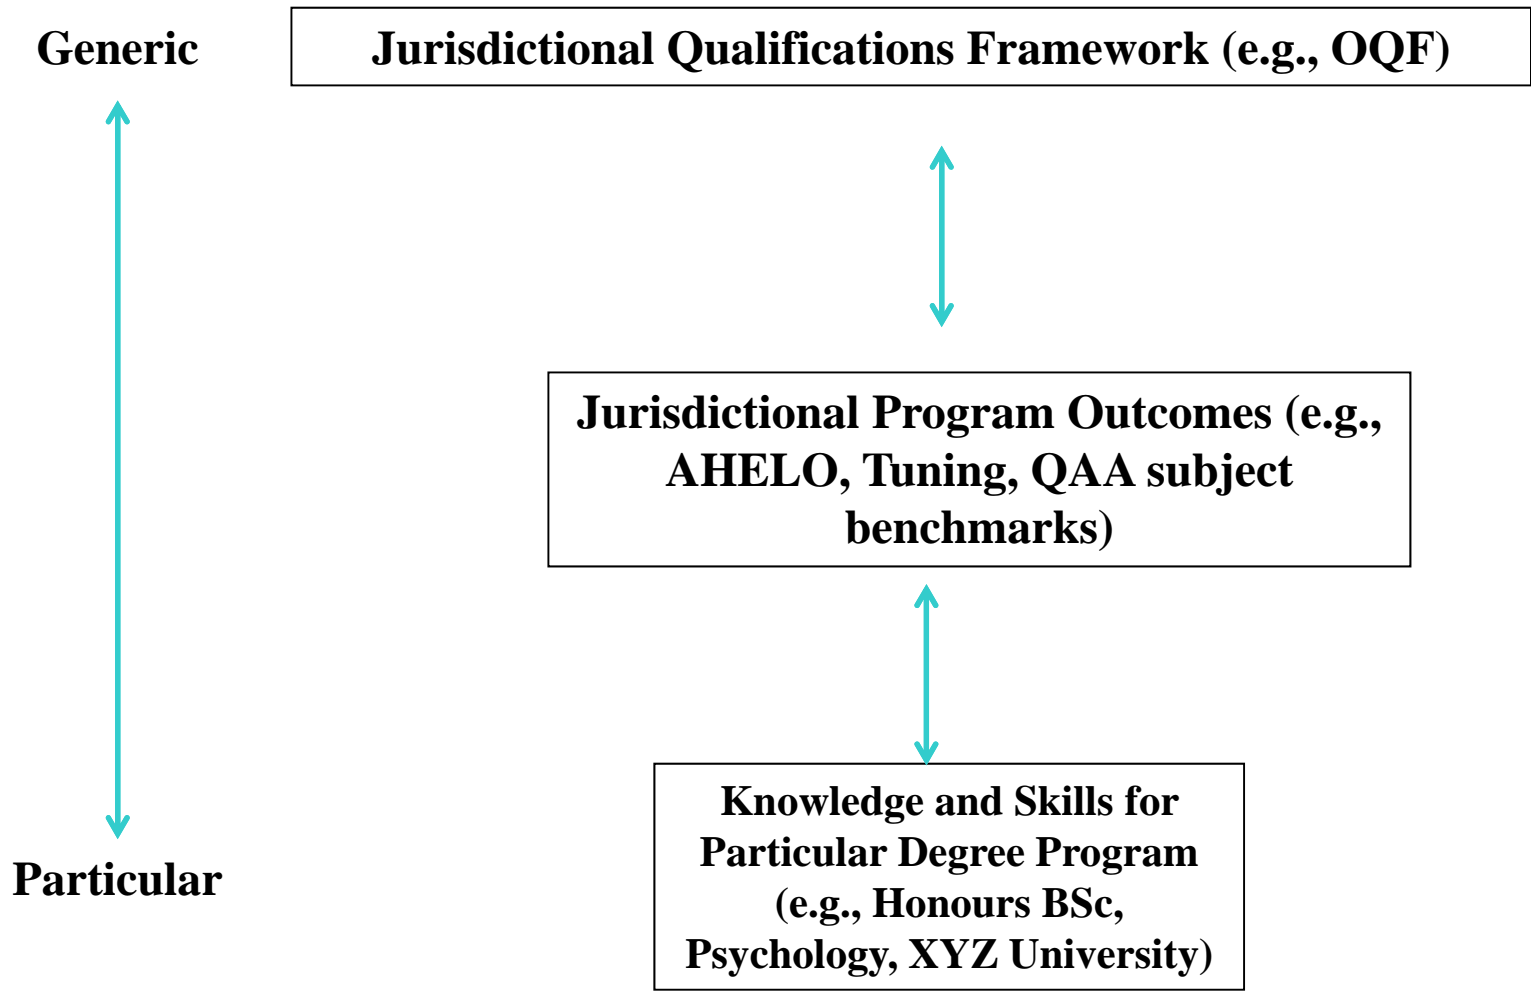 Generic
Jurisdictional Qualifications Framework (e.g., OQF)
Jurisdictional Program Outcomes (e.g.,
AHELO, Tuning, QAA subject
benchmarks)
Knowledge and Skills for
Particular Degree Program
(e.g., Honours BSc,
Psychology, XYZ University)
Particular